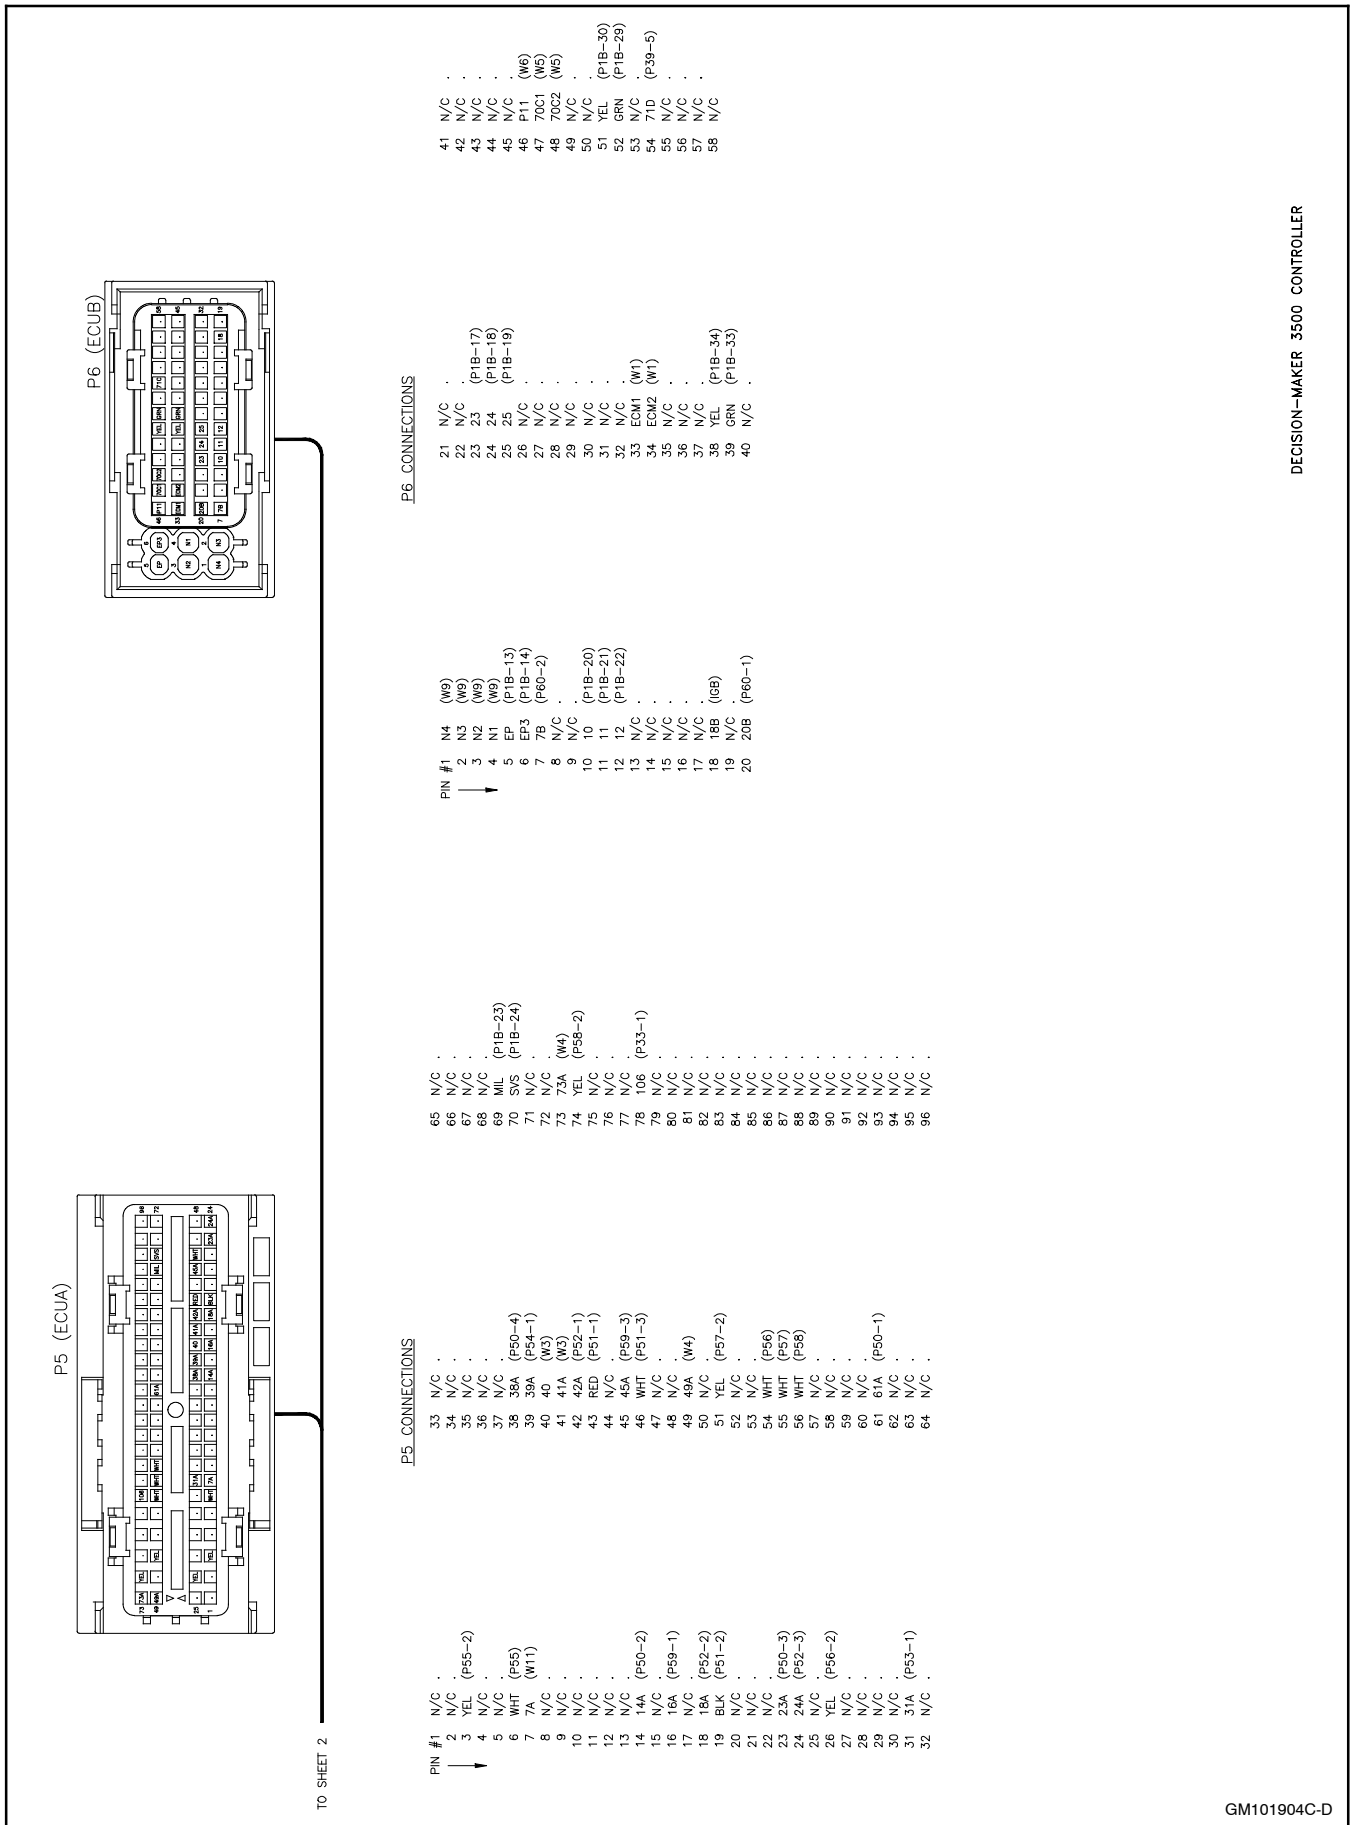 P5 (ECUA)
P6 (ECUB)
TO SHEET 2
P5 CONNECTIONS
PIN #1 N/C .
2 N/C .
3 YEL (P55-2)
4 N/C .
5 N/C .
6 WHT (P55)
7 7A (W11)
8 N/C .
9 N/C .
10 N/C .
11 N/C .
12 N/C .
13 N/C .
14 14A (P50-2)
15 N/C .
16 16A (P59-1)
17 N/C .
18 18A (P52-2)
19 BLK (P51-2)
20 N/C .
21 N/C .
22 N/C .
23 23A (P50-3)
24 24A (P52-3)
25 N/C .
26 YEL (P56-2)
27 N/C .
28 N/C .
29 N/C .
30 N/C .
31 31A (P53-1)
32 N/C .
33 N/C .
34 N/C .
35 N/C .
36 N/C .
37 N/C .
38 38A (P50-4)
39 39A (P54-1)
40 40 (W3)
41 41A (W3)
42 42A (P52-1)
43 RED (P51-1)
44 N/C .
45 45A (P59-3)
46 WHT (P51-3)
47 N/C .
48 N/C .
49 49A (W4)
50 N/C .
51 YEL (P57-2)
52 N/C .
53 N/C .
54 WHT (P56)
55 WHT (P57)
56 WHT (P58)
57 N/C .
58 N/C .
59 N/C .
60 N/C .
61 61A (P50-1)
62 N/C .
63 N/C .
64 N/C .
65 N/C .
66 N/C .
67 N/C .
68 N/C .
69 MIL (P1B-23)
70 SVS (P1B-24)
71 N/C .
72 N/C .
73 73A (W4)
74 YEL (P58-2)
75 N/C .
76 N/C .
77 N/C .
78 106 (P33-1)
79 N/C .
80 N/C .
81 N/C .
82 N/C .
83 N/C .
84 N/C .
85 N/C .
86 N/C .
87 N/C .
88 N/C .
89 N/C .
90 N/C .
91 N/C .
92 N/C .
93 N/C .
94 N/C .
95 N/C .
96 N/C .
P6 CONNECTIONS
PIN #1 N4 (W9)
2 N3 (W9)
3 N2 (W9)
4 N1 (W9)
5 EP (P1B-13)
6 EP3 (P1B-14)
7 7B (P60-2)
8 N/C .
9 N/C .
10 10 (P1B-20)
11 11 (P1B-21)
12 12 (P1B-22)
13 N/C .
14 N/C .
15 N/C .
16 N/C .
17 N/C .
18 18B (IGB)
19 N/C .
20 20B (P60-1)
21 N/C .
22 N/C .
23 23 (P1B-17)
24 24 (P1B-18)
25 25 (P1B-19)
26 N/C .
27 N/C .
28 N/C .
29 N/C .
30 N/C .
31 N/C .
32 N/C .
33 ECM1 (W1)
34 ECM2 (W1)
35 N/C .
36 N/C .
37 N/C .
38 YEL (P1B-34)
39 GRN (P1B-33)
40 N/C .
41 N/C .
42 N/C .
43 N/C .
44 N/C .
45 N/C .
46 P11 (W6)
47 70C1 (W5)
48 70C2 (W5)
49 N/C .
50 N/C .
51 YEL (P1B-30)
52 GRN (P1B-29)
53 N/C .
54 71D (P39-5)
55 N/C .
56 N/C .
57 N/C .
58 N/C .
DECISION-MAKER 3500 CONTROLLER
GM101904C-D